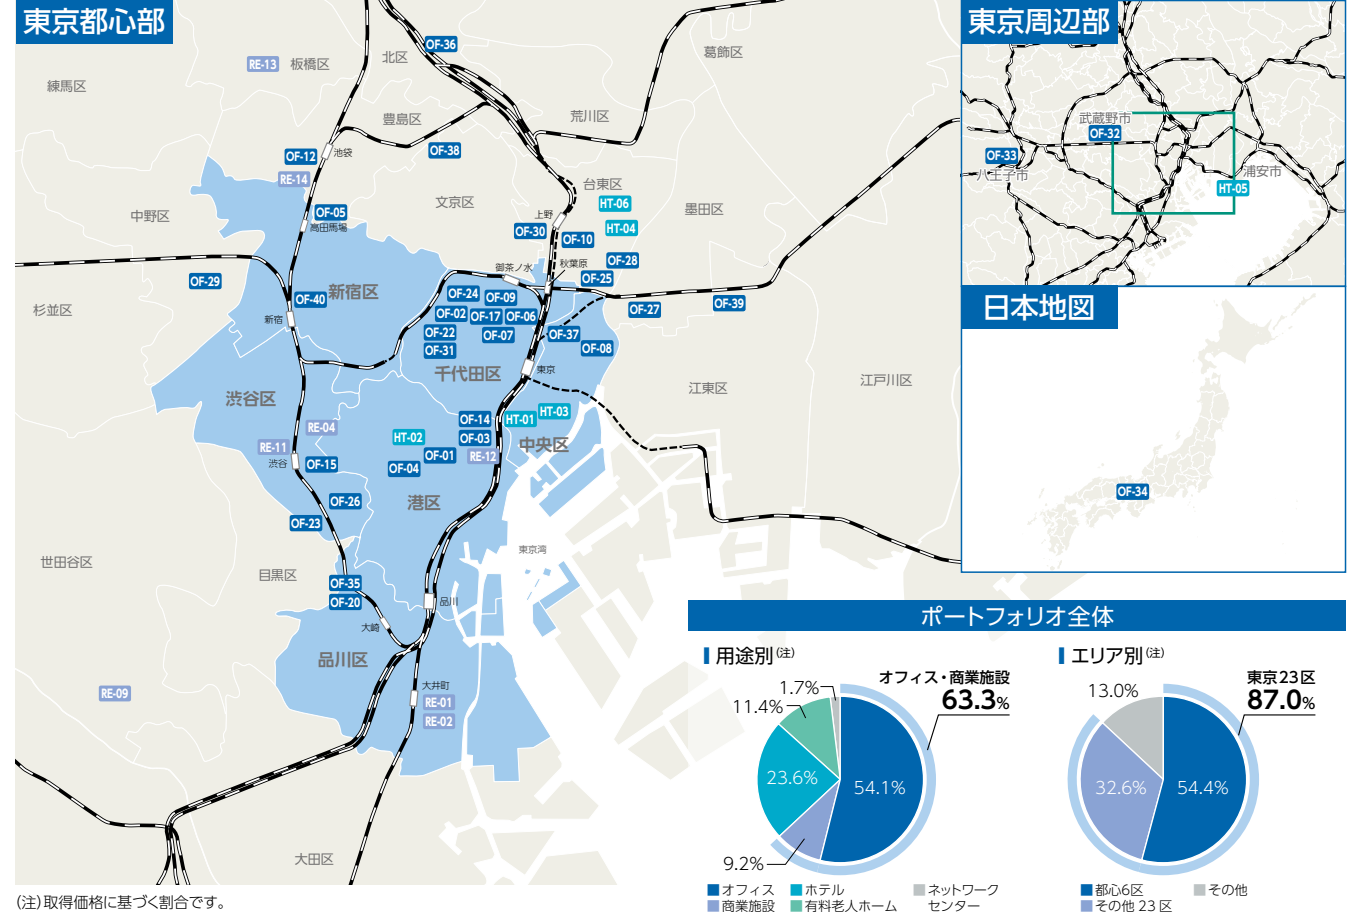 東京都心部
東京周辺部
日本地図
OF-36
RE-13
板橋区
北区
葛飾区
練馬区
豊島区
荒川区
OF-12
池袋
OF-38
RE-14
台東区
中野区
OF-05
高田馬場
文京区
HT-06
墨田区
上野
OF-30
OF-10
HT-04
御茶ノ水
秋葉原
OF-28
OF-25
OF-29
新宿区
OF-40
新宿
杉並区
OF-24
OF-09
OF-02
OF-17
OF-06
OF-22
OF-07
OF-31
OF-37
OF-08
OF-27
OF-39
千代田区
東京
江東区
江戸川区
渋谷区
RE-04
RE-11
渋谷
OF-15
OF-14
HT-01
HT-03
HT-02
OF-03
OF-01
RE-12
OF-04
中央区
港区
OF-26
OF-23
東京湾
世田谷区
目黒区
OF-35
OF-20
品川
大崎
品川区
RE-09
大井町
RE-01
RE-02
大田区
武蔵野市
OF-32
OF-33
八王子市
浦安市
HT-05
OF-34
ポートフォリオ全体
用途別(注)
オフィス・商業施設
63.3%
1.7%
11.4%
23.6%
54.1%
9.2%
オフィス
ホテル
ネットワーク
センター
商業施設
有料老人ホーム
エリア別(注)
東京23区
87.0%
13.0%
32.6%
54.4%
都心6区
その他
その他 23 区
(注)取得価格に基づく割合です。